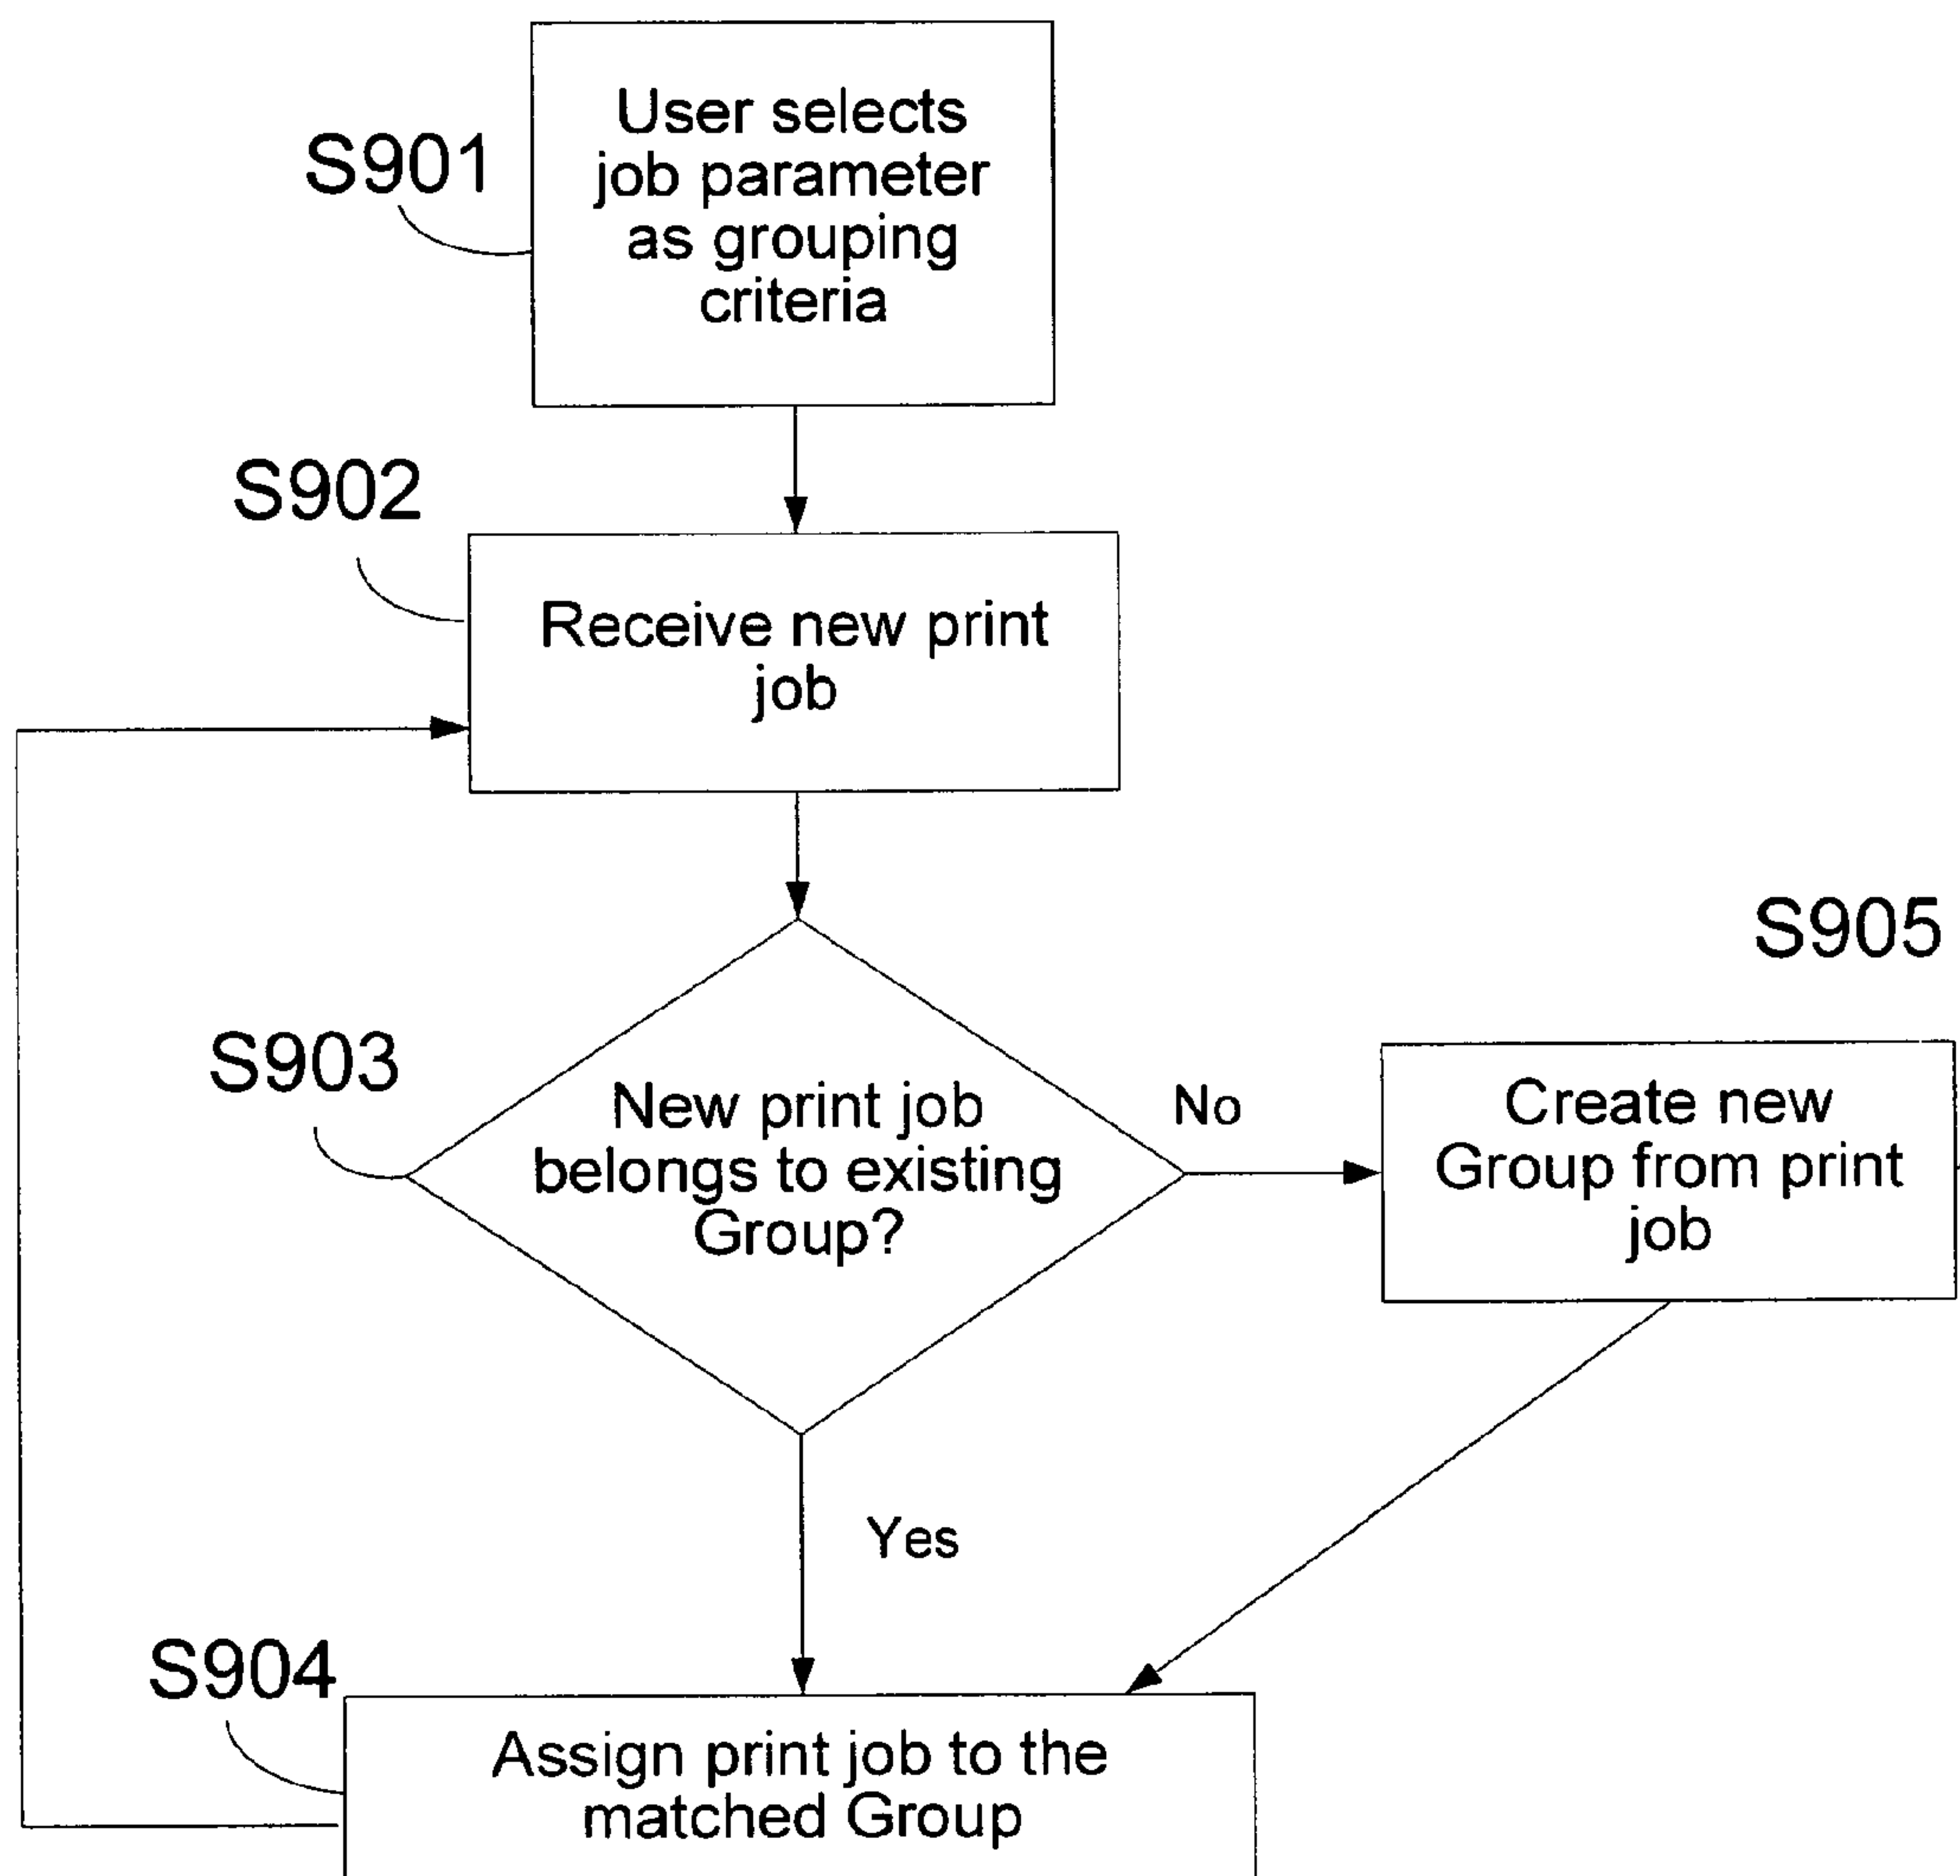 S901
User selects
job parameter
as grouping
criteria
S902
Receive new print
job
S903
New print job
belongs to existing
Group?
No
S905
Create new
Group from print
job
Yes
S904
Assign print job to the
matched Group